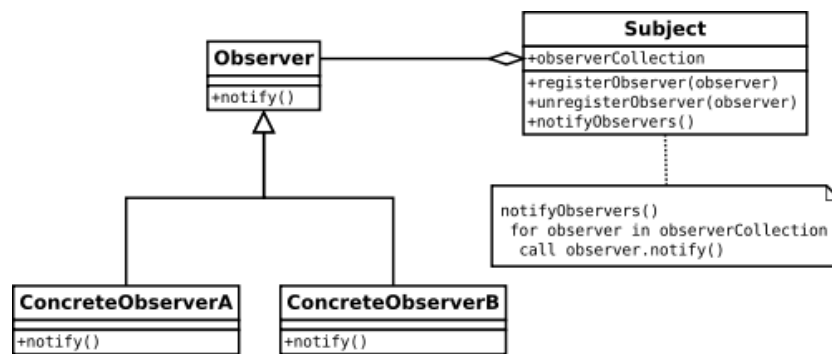 Subject
+observerCollection
+registerObserver(observer)
+unregisterObserver(observer)
+notifyObservers()
Observer
+notify()
notifyObservers()
for observer in observerCollection
call observer.notify()
ConcreteObserverA
+notify()
ConcreteObserverB
+notify()